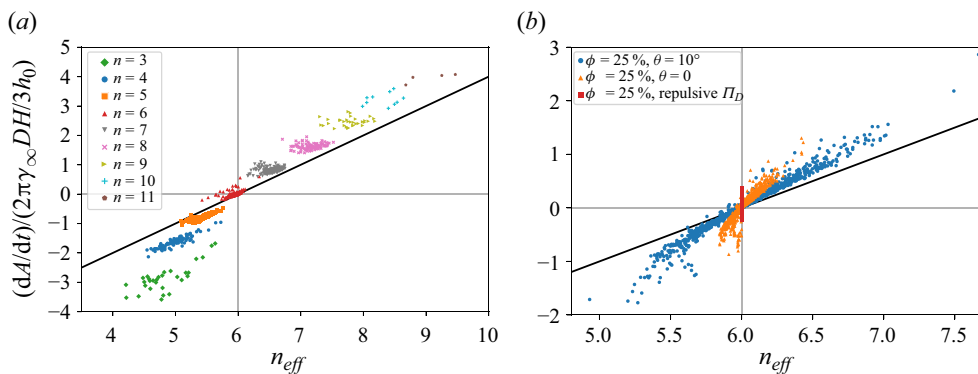 (a)
(dA/dt)/(2πγ∞DH/3h0)
5
4
3
2
1
0
−1
−2
−3
−4
n = 3
n = 4
n = 5
n = 6
n = 7
n = 8
n = 9
n = 10
n = 11
4 5 6 7 8 9 10
neff
(b)
3
2
1
0
−1
−2
ϕ = 25 %, θ = 10°
ϕ = 25 %, θ = 0
ϕ = 25 %, repulsive ΠD
5.0 5.5 6.0 6.5 7.0 7.5
neff